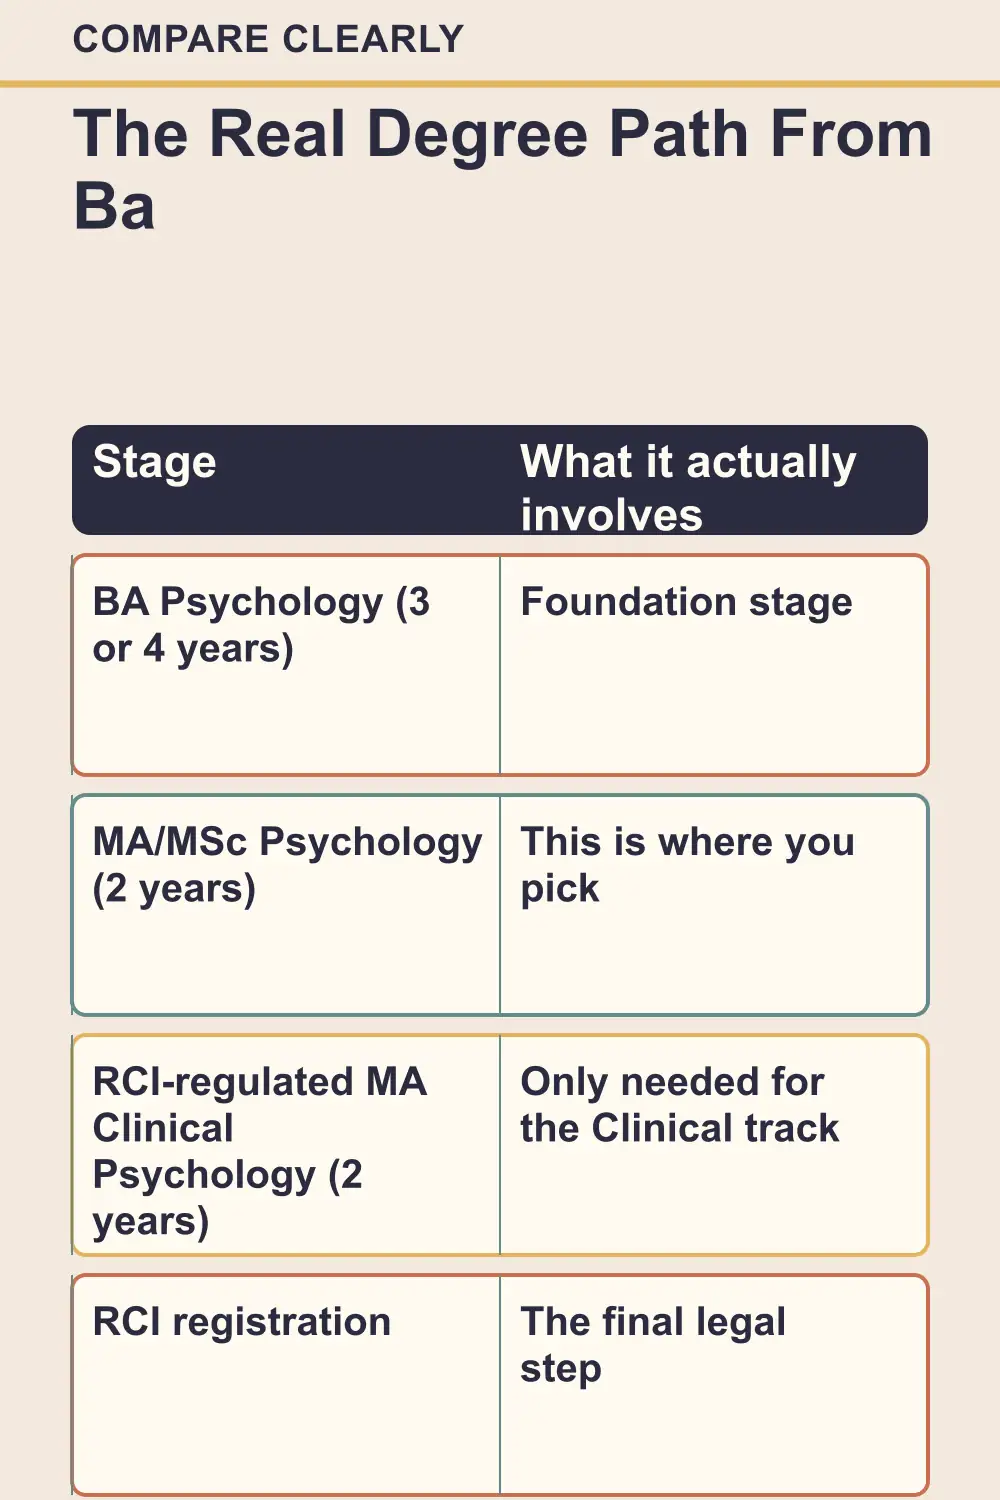 COMPARE CLEARLY
The Real Degree Path From
Ba
Stage
What it actually
involves
BA Psychology (3
or 4 years)
Foundation stage
MA/MSc Psychology
(2 years)
This is where you
pick
RCI-regulated MA
Clinical
Psychology (2
years)
Only needed for
the Clinical track
RCI registration
The final legal
step